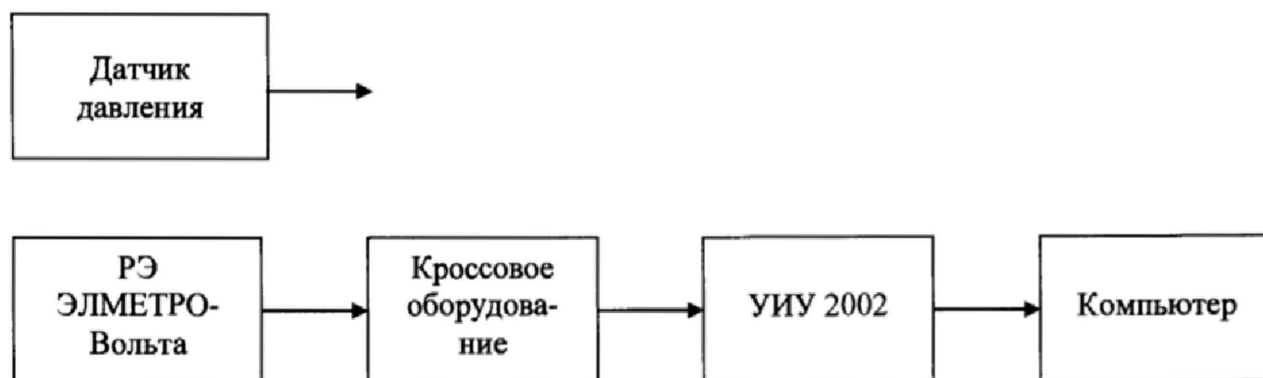 Датчик
давления
РЭ
ЭЛМЕТРО-
Вольта
Кроссовое
оборудова-
ние
УИУ 2002
Компьютер